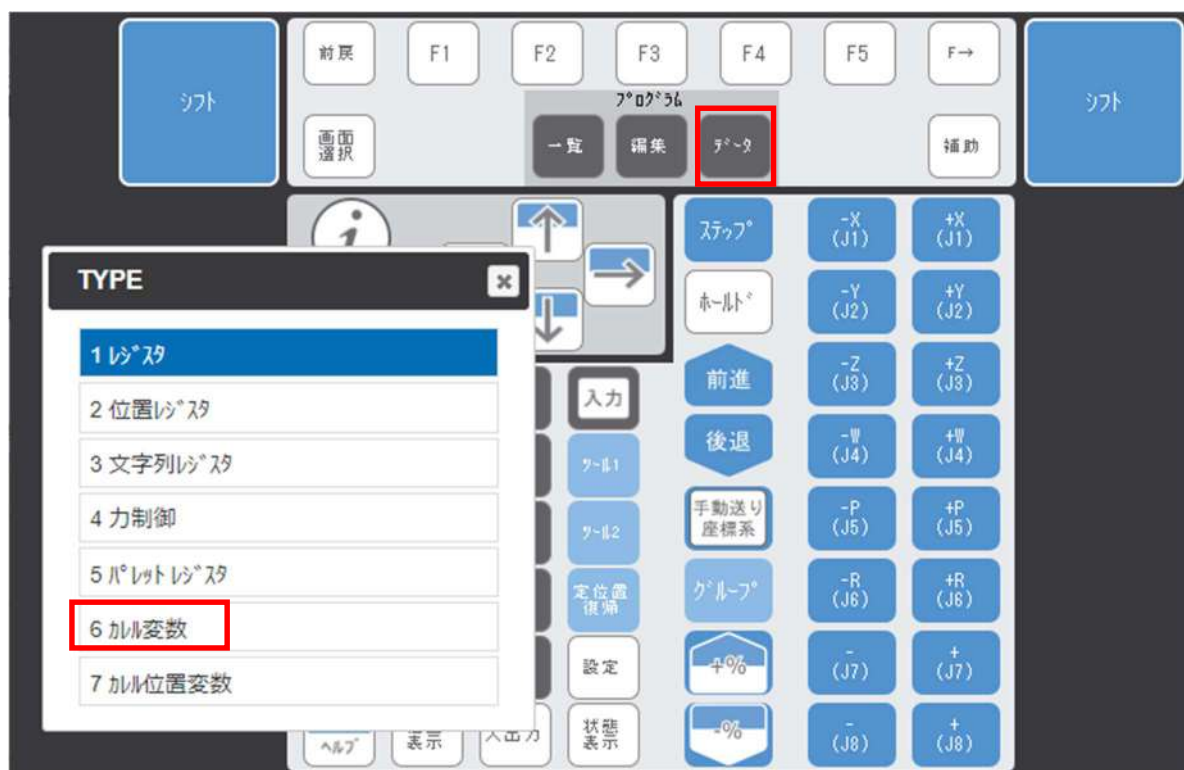 前戻
F1
F2
F3
F4
F5
F→
シフト
プログラム
シフト
画面
選択
一覧
編集
データ
補助
i
ステップ
-X
(J1)
+X
(J1)
TYPE
ホールド
-Y
(J2)
+Y
(J2)
1 レジスタ
前進
-Z
(J3)
+Z
(J3)
2 位置レジスタ
入力
後退
-W
(J4)
+W
(J4)
3 文字列レジスタ
ツール1
4 力制御
ツール2
手動送り
座標系
-P
(J5)
+P
(J5)
5 パレットレジスタ
定位置
復帰
グループ
-R
(J6)
+R
(J6)
6 カレル変数
設定
+%
-
(J7)
+
(J7)
7 カレル位置変数
ヘルプ
表示
入出力
状態
表示
-%
-
(J8)
+
(J8)